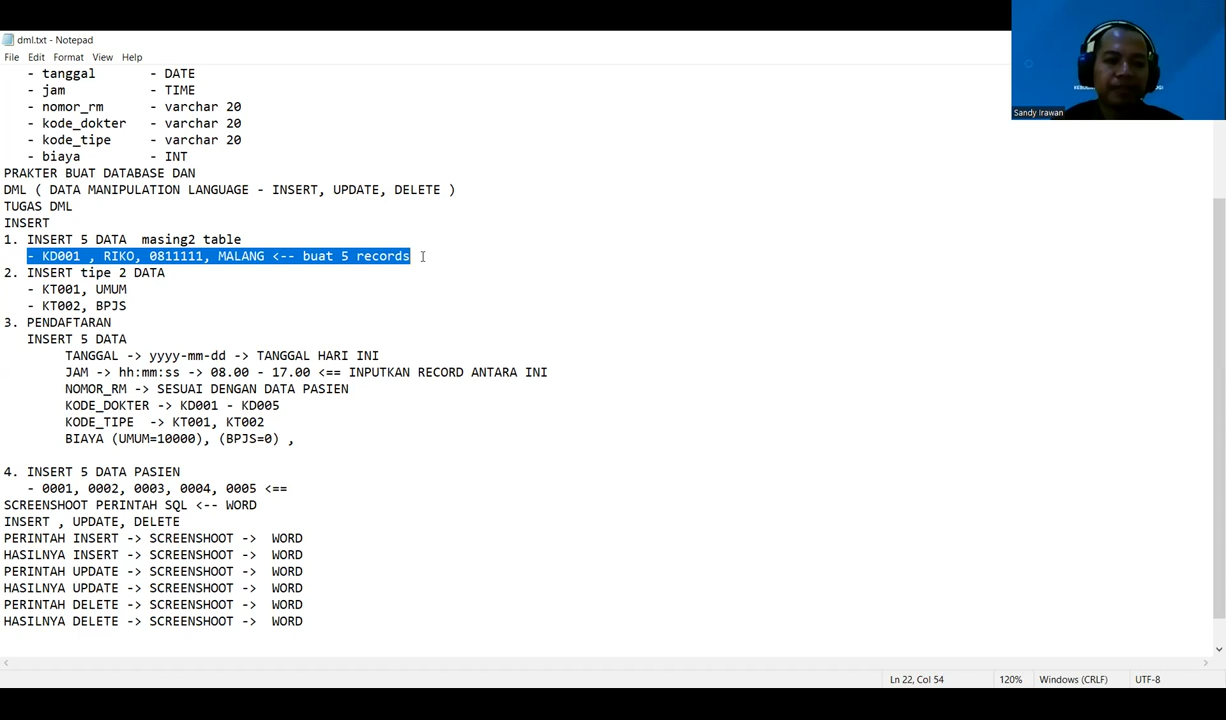 dml.txt - Notepad
File Edit Format View Help
- tanggal - DATE
- jam - TIME
- nomor_rm - varchar 20
- kode_dokter - varchar 20
- kode_tipe - varchar 20
- biaya - INT
PRAKTER BUAT DATABASE DAN
DML ( DATA MANIPULATION LANGUAGE - INSERT, UPDATE, DELETE )
TUGAS DML
INSERT
1. INSERT 5 DATA masing2 table
- KD001 , RIKO, 0811111, MALANG <-- buat 5 records
2. INSERT tipe 2 DATA
- KT001, UMUM
- KT002, BPJS
3. PENDAFTARAN
INSERT 5 DATA
TANGGAL -> yyyy-mm-dd -> TANGGAL HARI INI
JAM -> hh:mm:ss -> 08.00 - 17.00 <== INPUTKAN RECORD ANTARA INI
NOMOR_RM -> SESUAI DENGAN DATA PASIEN
KODE_DOKTER -> KD001 - KD005
KODE_TIPE -> KT001, KT002
BIAYA (UMUM=10000), (BPJS=0) ,
4. INSERT 5 DATA PASIEN
- 0001, 0002, 0003, 0004, 0005 <==
SCREENSHOOT PERINTAH SQL <-- WORD
INSERT , UPDATE, DELETE
PERINTAH INSERT -> SCREENSHOOT -> WORD
HASILNYA INSERT -> SCREENSHOOT -> WORD
PERINTAH UPDATE -> SCREENSHOOT -> WORD
HASILNYA UPDATE -> SCREENSHOOT -> WORD
PERINTAH DELETE -> SCREENSHOOT -> WORD
HASILNYA DELETE -> SCREENSHOOT -> WORD
Ln 22, Col 54 120% Windows (CRLF) UTF-8
Sandy Irawan